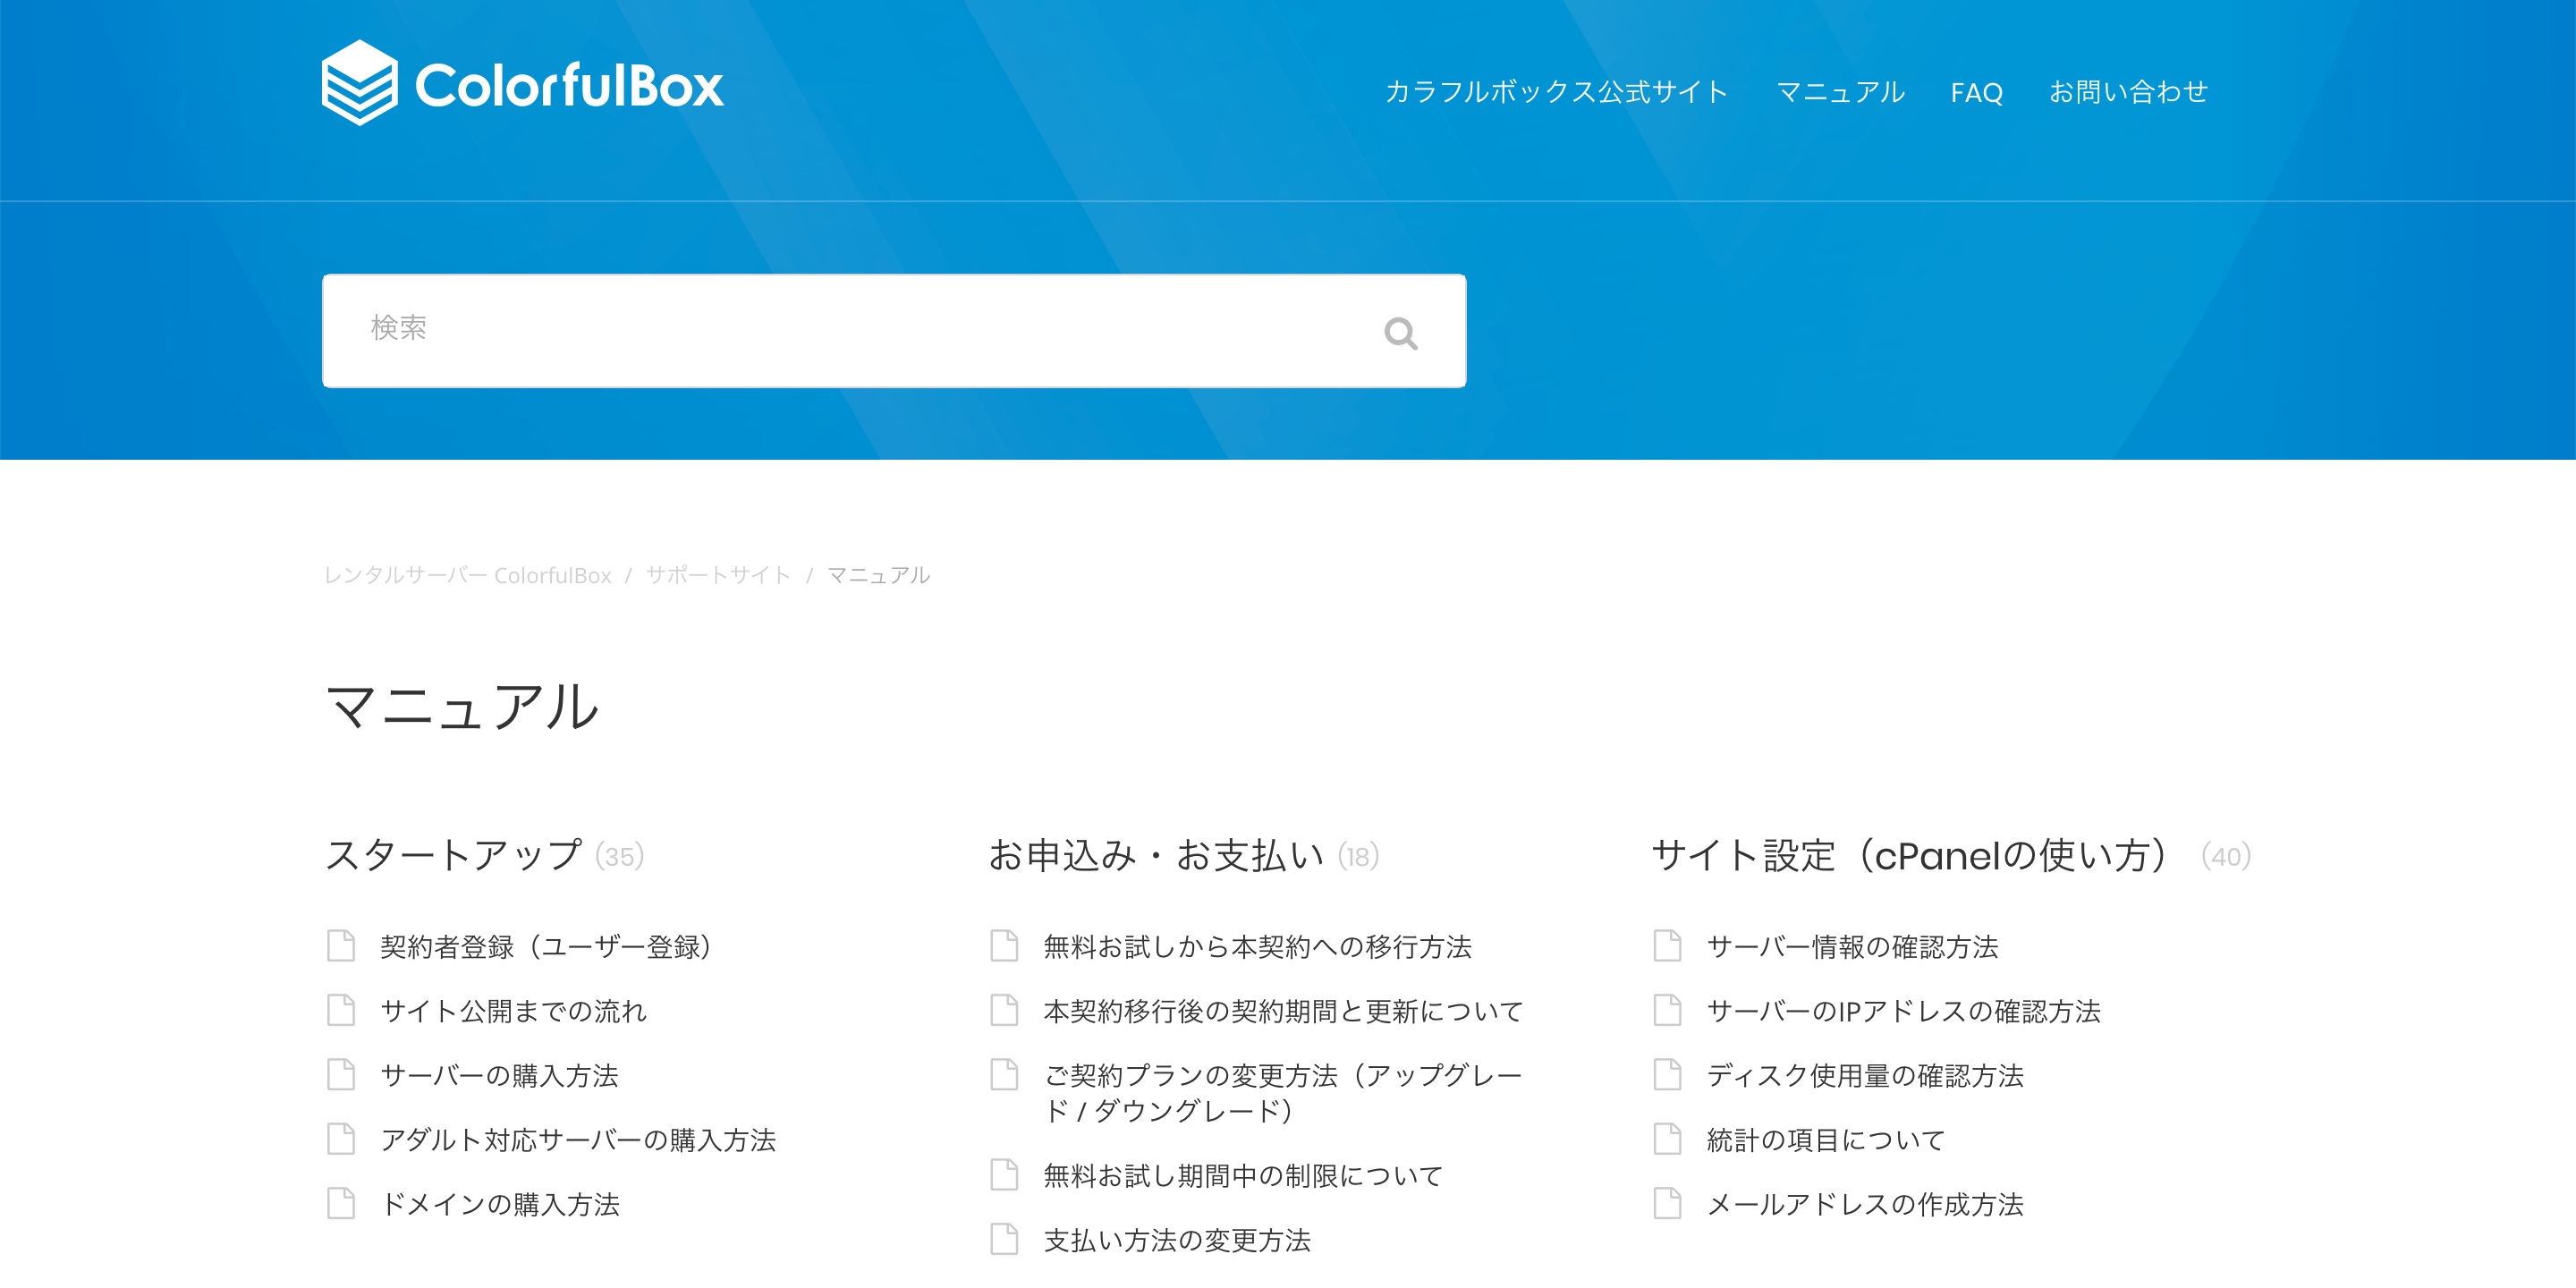 ColorfulBox
カラフルボックス公式サイト マニュアル FAQ お問い合わせ
検索
レンタルサーバー ColorfulBox / サポートサイト / マニュアル
マニュアル
スタートアップ (35)
契約者登録（ユーザー登録）
サイト公開までの流れ
サーバーの購入方法
アダルト対応サーバーの購入方法
ドメインの購入方法
お申込み・お支払い (18)
無料お試しから本契約への移行方法
本契約移行後の契約期間と更新について
ご契約プランの変更方法（アップグレー
ド / ダウングレード）
無料お試し期間中の制限について
支払い方法の変更方法
サイト設定（cPanelの使い方） (40)
サーバー情報の確認方法
サーバーのIPアドレスの確認方法
ディスク使用量の確認方法
統計の項目について
メールアドレスの作成方法